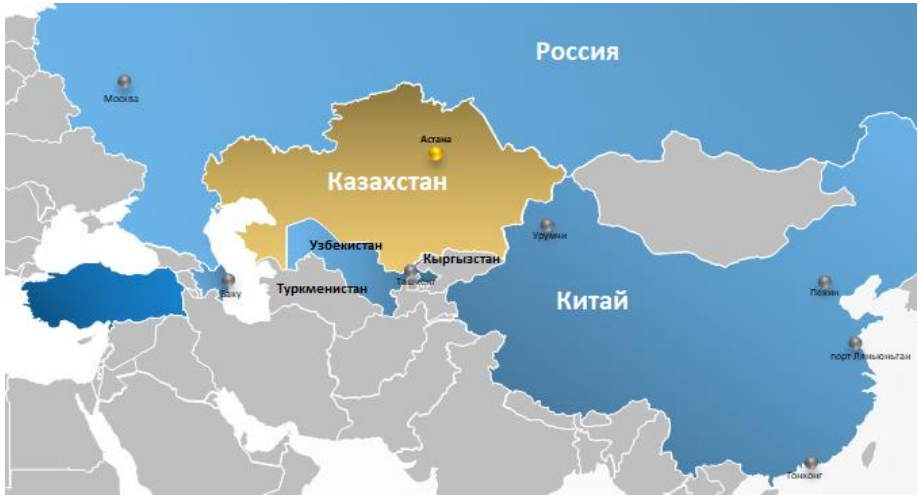 Россия
Москва
Астана
Казахстан
Урумчи
Узбекистан
Кыргызстан
Ташкент
Баку
Туркменистан
Пекин
Китай
порт Ляньюньган
Гонконг